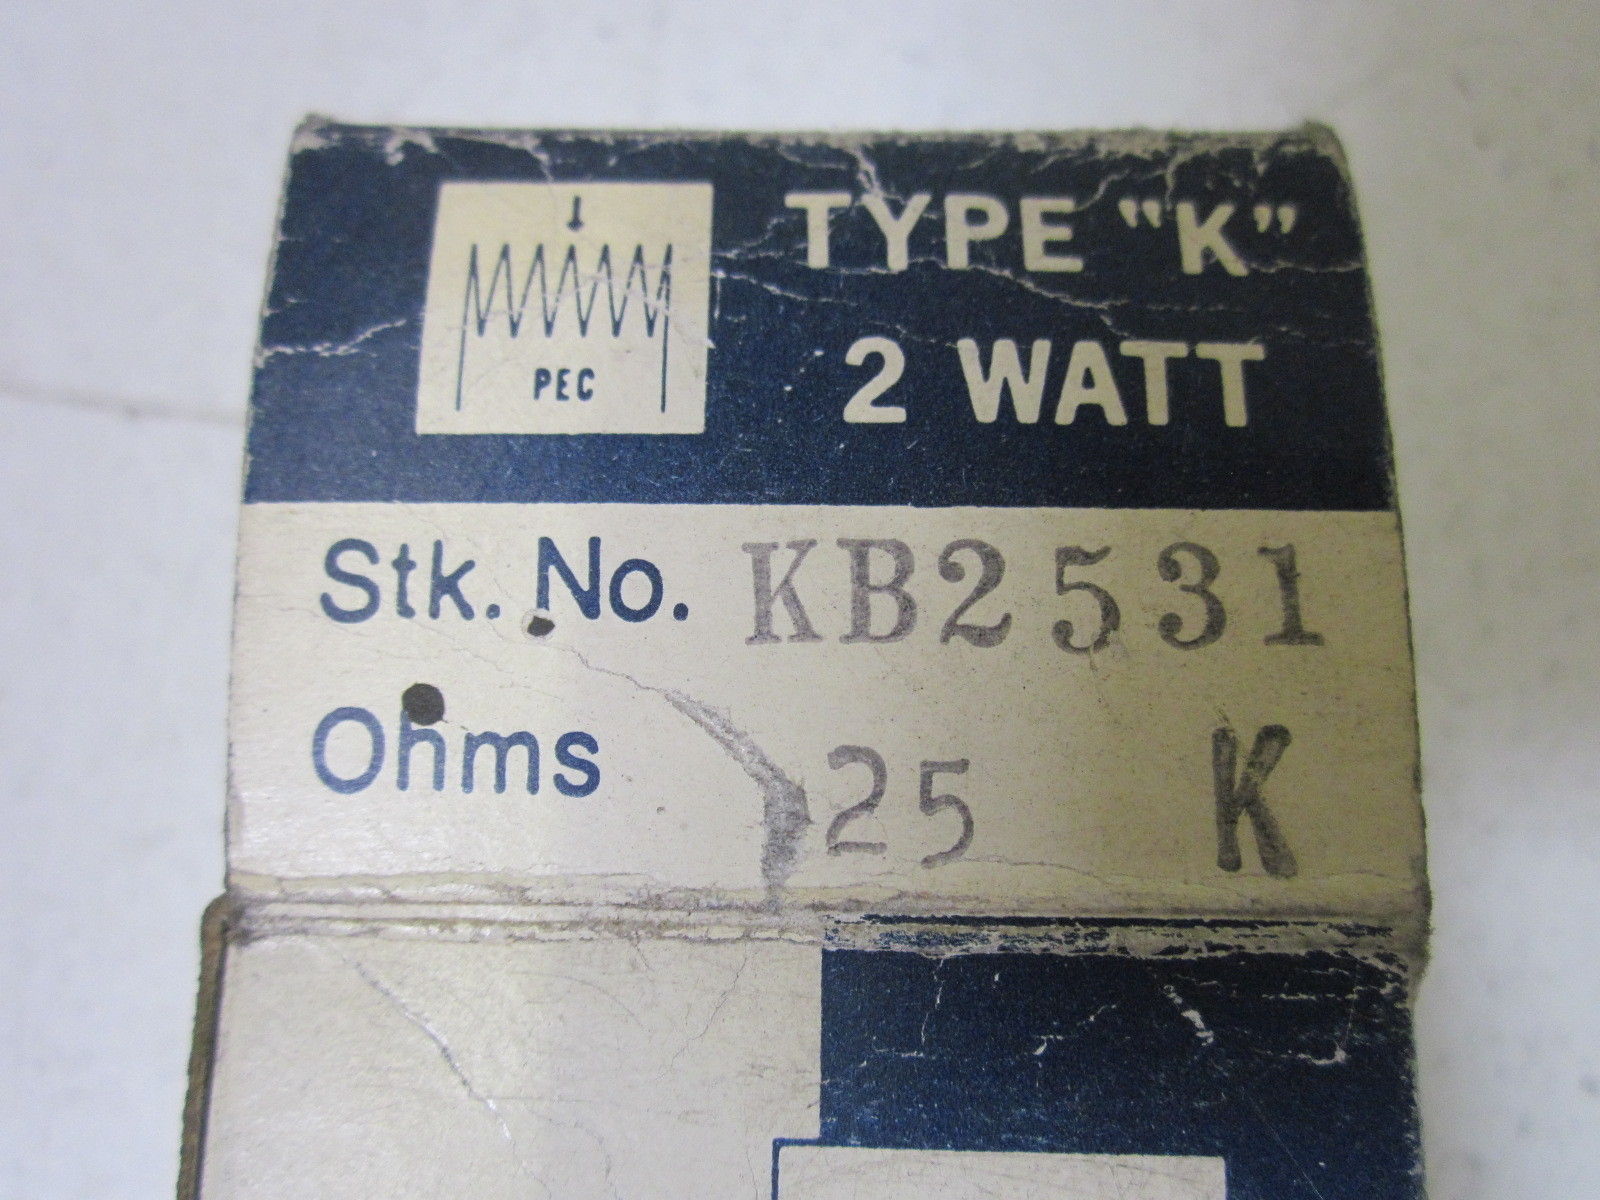 TYPE "K"
PEC
2 WATT
Stk. No. KB2531
Ohms 25 K